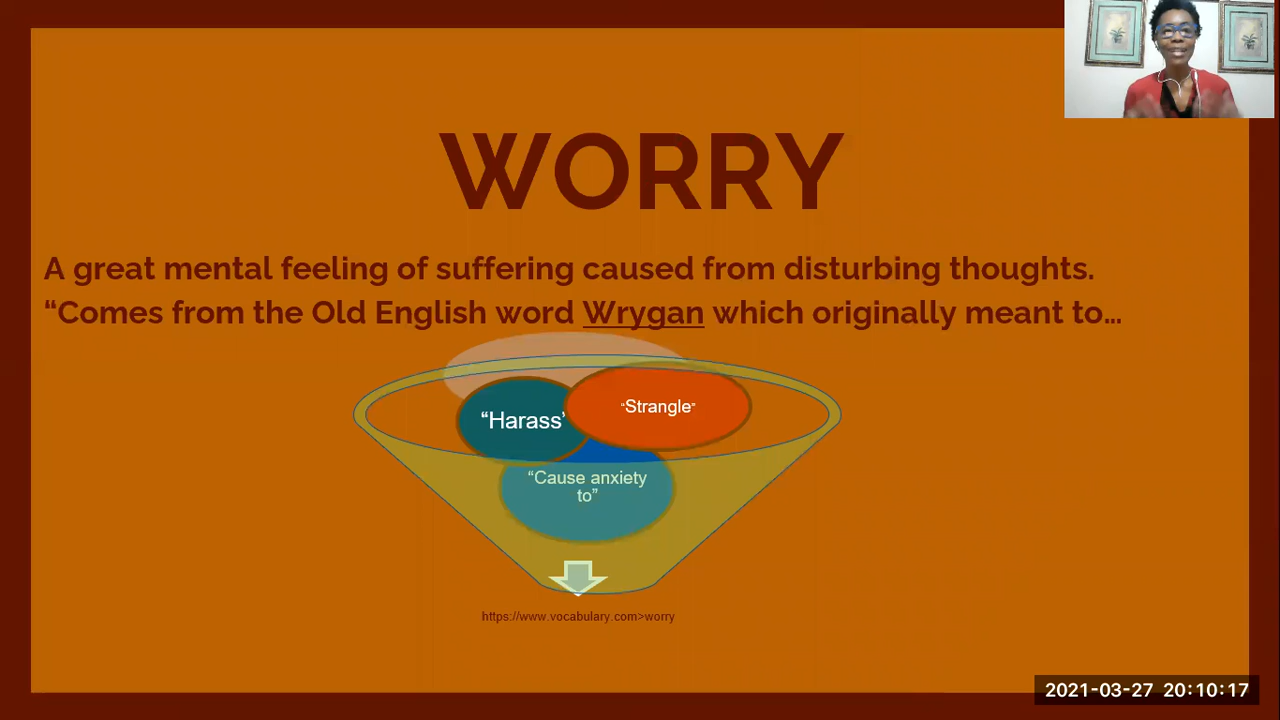 WORRY
A great mental feeling of suffering caused from disturbing thoughts.
“Comes from the Old English word Wrygan which originally meant to...
“Harass’
“Strangle”
“Cause anxiety
to”
https://www.vocabulary.com>worry
2021-03-27 20:10:17